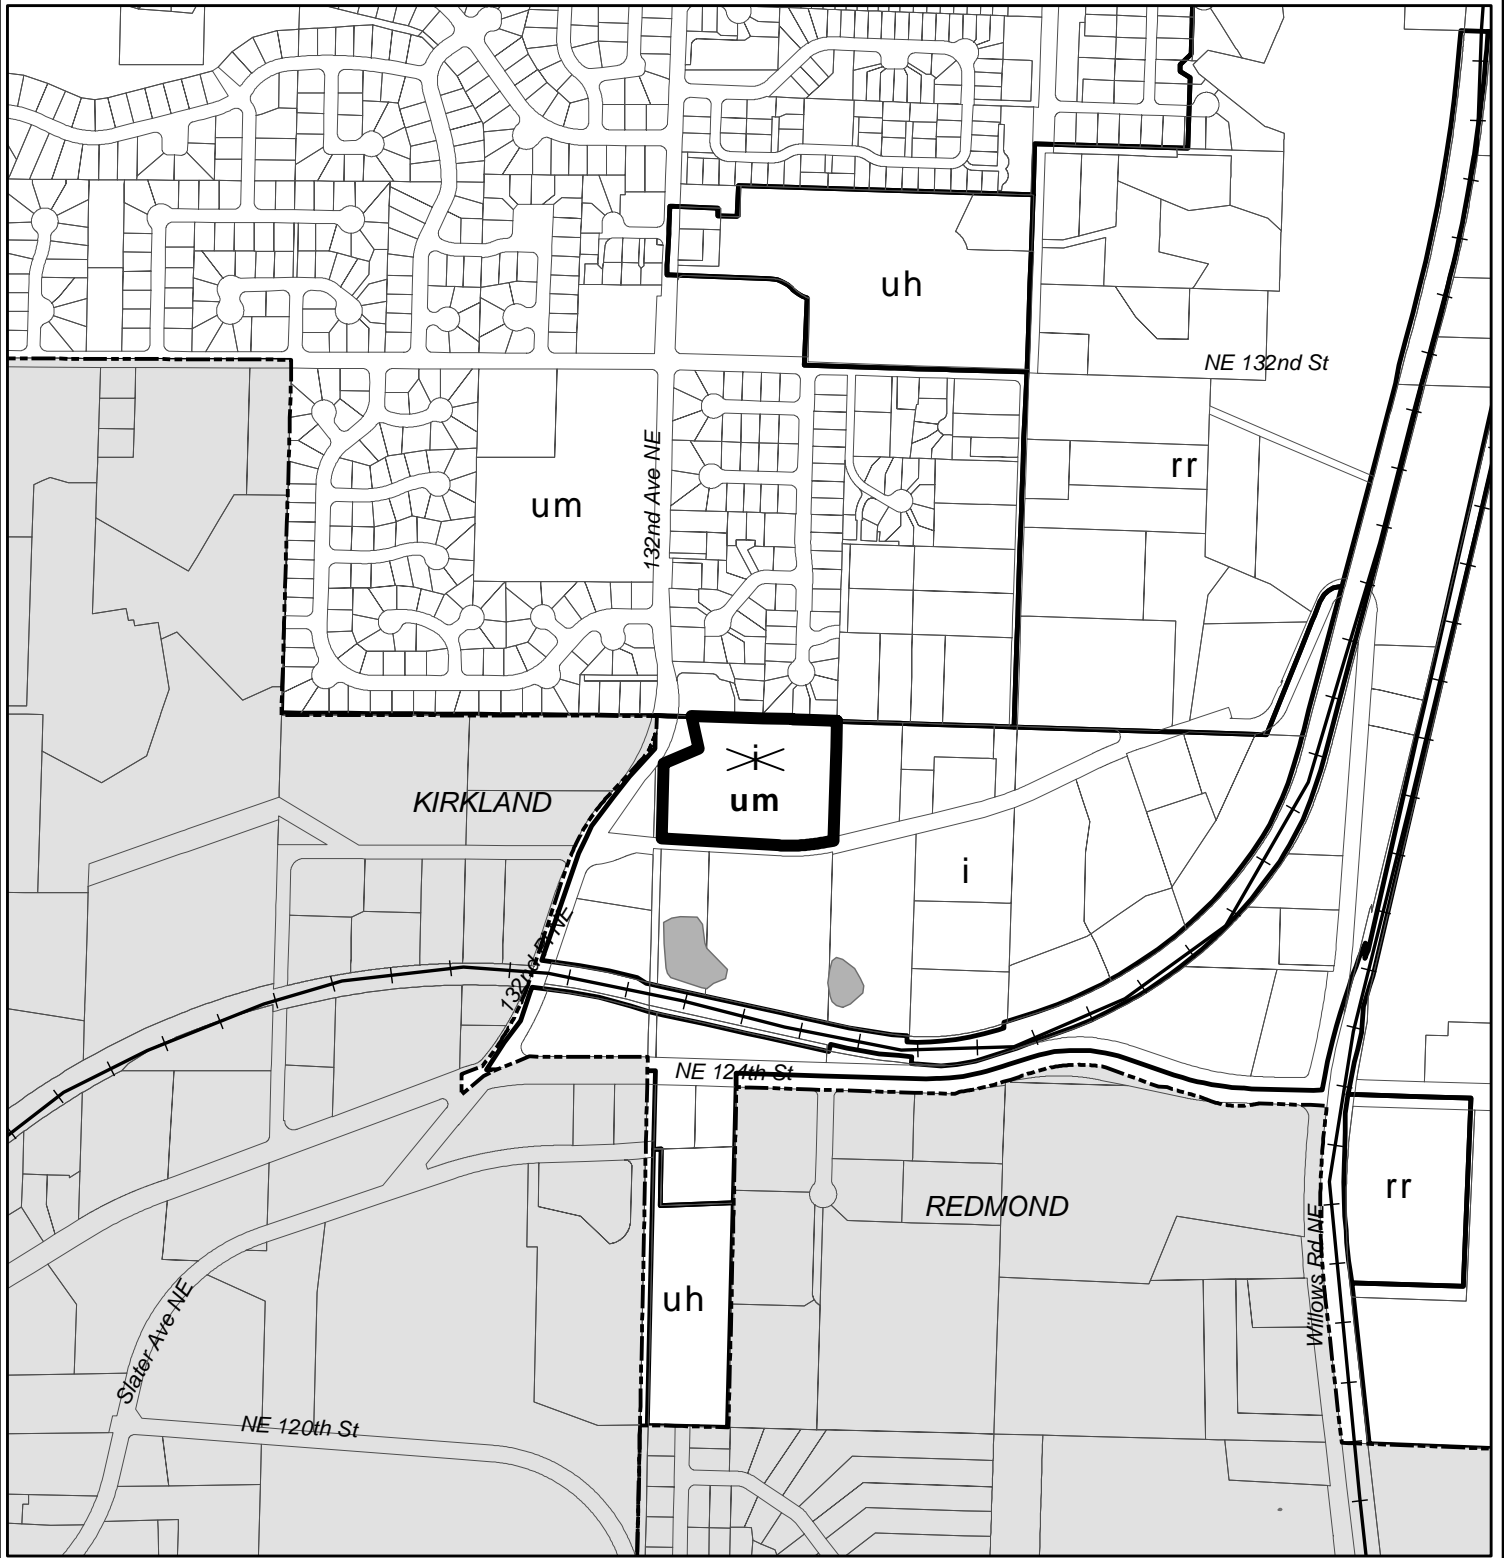 uh
NE 132nd St
rr
132nd Ave NE
um
i
um
KIRKLAND
i
132nd Pl NE
NE 124th St
rr
REDMOND
Willows Rd NE
uh
Slater Ave NE
NE 120th St